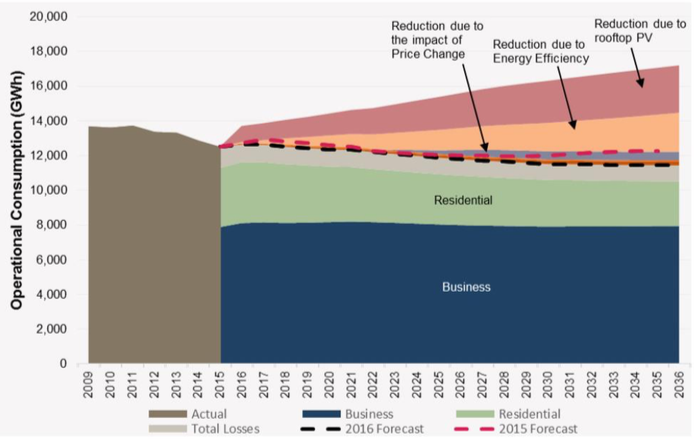 Operational Consumption (GWh)
20,000
18,000
16,000
14,000
12,000
10,000
8,000
6,000
4,000
2,000
0
Reduction due to
the impact of
Price Change
Reduction due to
Energy Efficiency
Reduction due to
rooftop PV
Residential
Business
2009 2010 2011 2012 2013 2014 2015 2016 2017 2018 2019 2020 2021 2022 2023 2024 2025 2026 2027 2028 2029 2030 2031 2032 2033 2034 2035 2036
Actual Business Residential
Total Losses 2016 Forecast 2015 Forecast